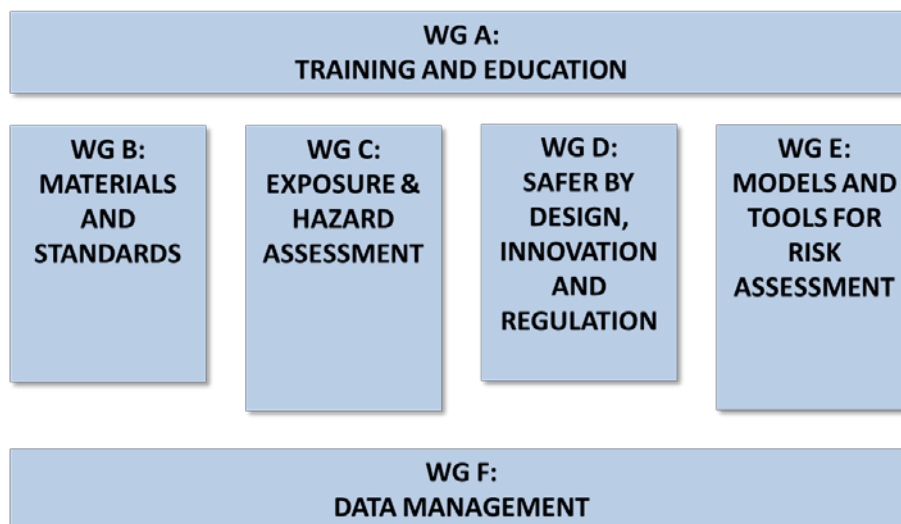 WG A:
TRAINING AND EDUCATION
WG B:
MATERIALS
AND
STANDARDS
WG C:
EXPOSURE &
HAZARD
ASSESSMENT
WG D:
SAFER BY
DESIGN,
INNOVATION
AND
REGULATION
WG E:
MODELS AND
TOOLS FOR
RISK
ASSESSMENT
WG F:
DATA MANAGEMENT